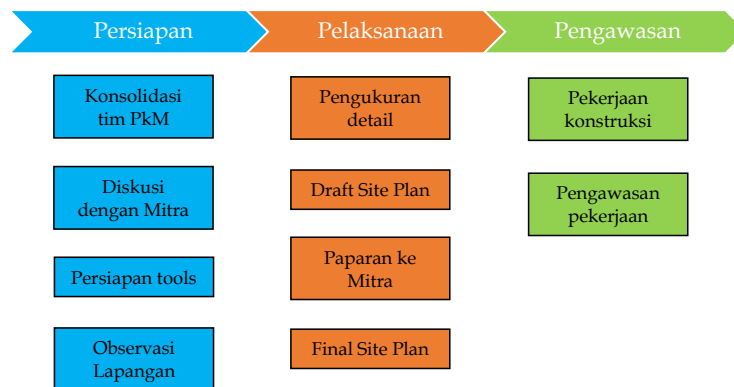 Persiapan
Pelaksanaan
Pengawasan
Konsolidasi
tim PkM
Diskusi
dengan Mitra
Persiapan tools
Observasi
Lapangan
Pengukuran
detail
Draft Site Plan
Paparan ke
Mitra
Final Site Plan
Pekerjaan
konstruksi
Pengawasan
pekerjaan